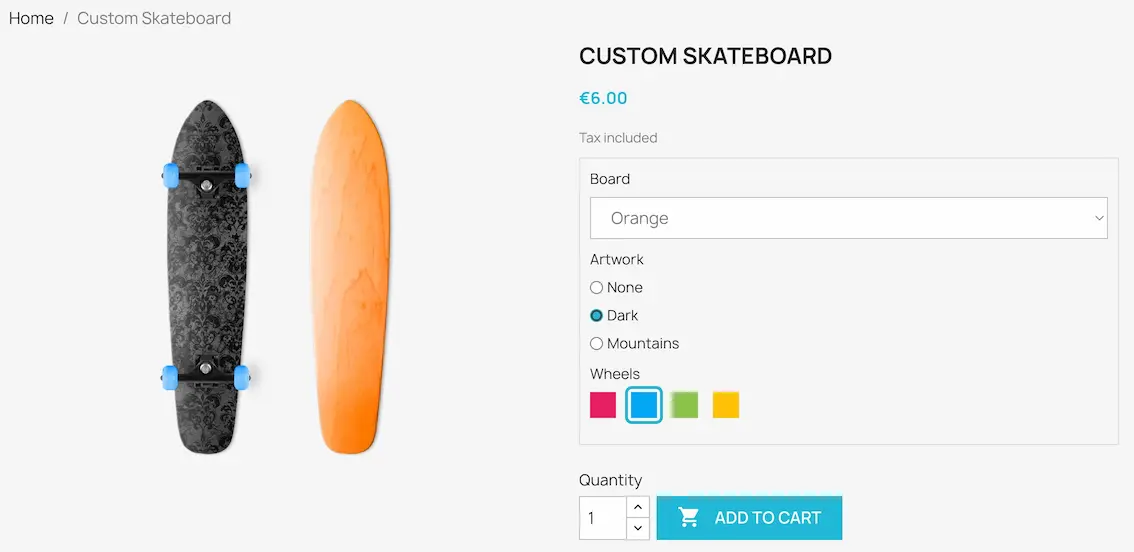 Home / Custom Skateboard
CUSTOM SKATEBOARD
€6.00
Tax included
Board
Orange
Artwork
None
Dark
Mountains
Wheels
Quantity
1
ADD TO CART